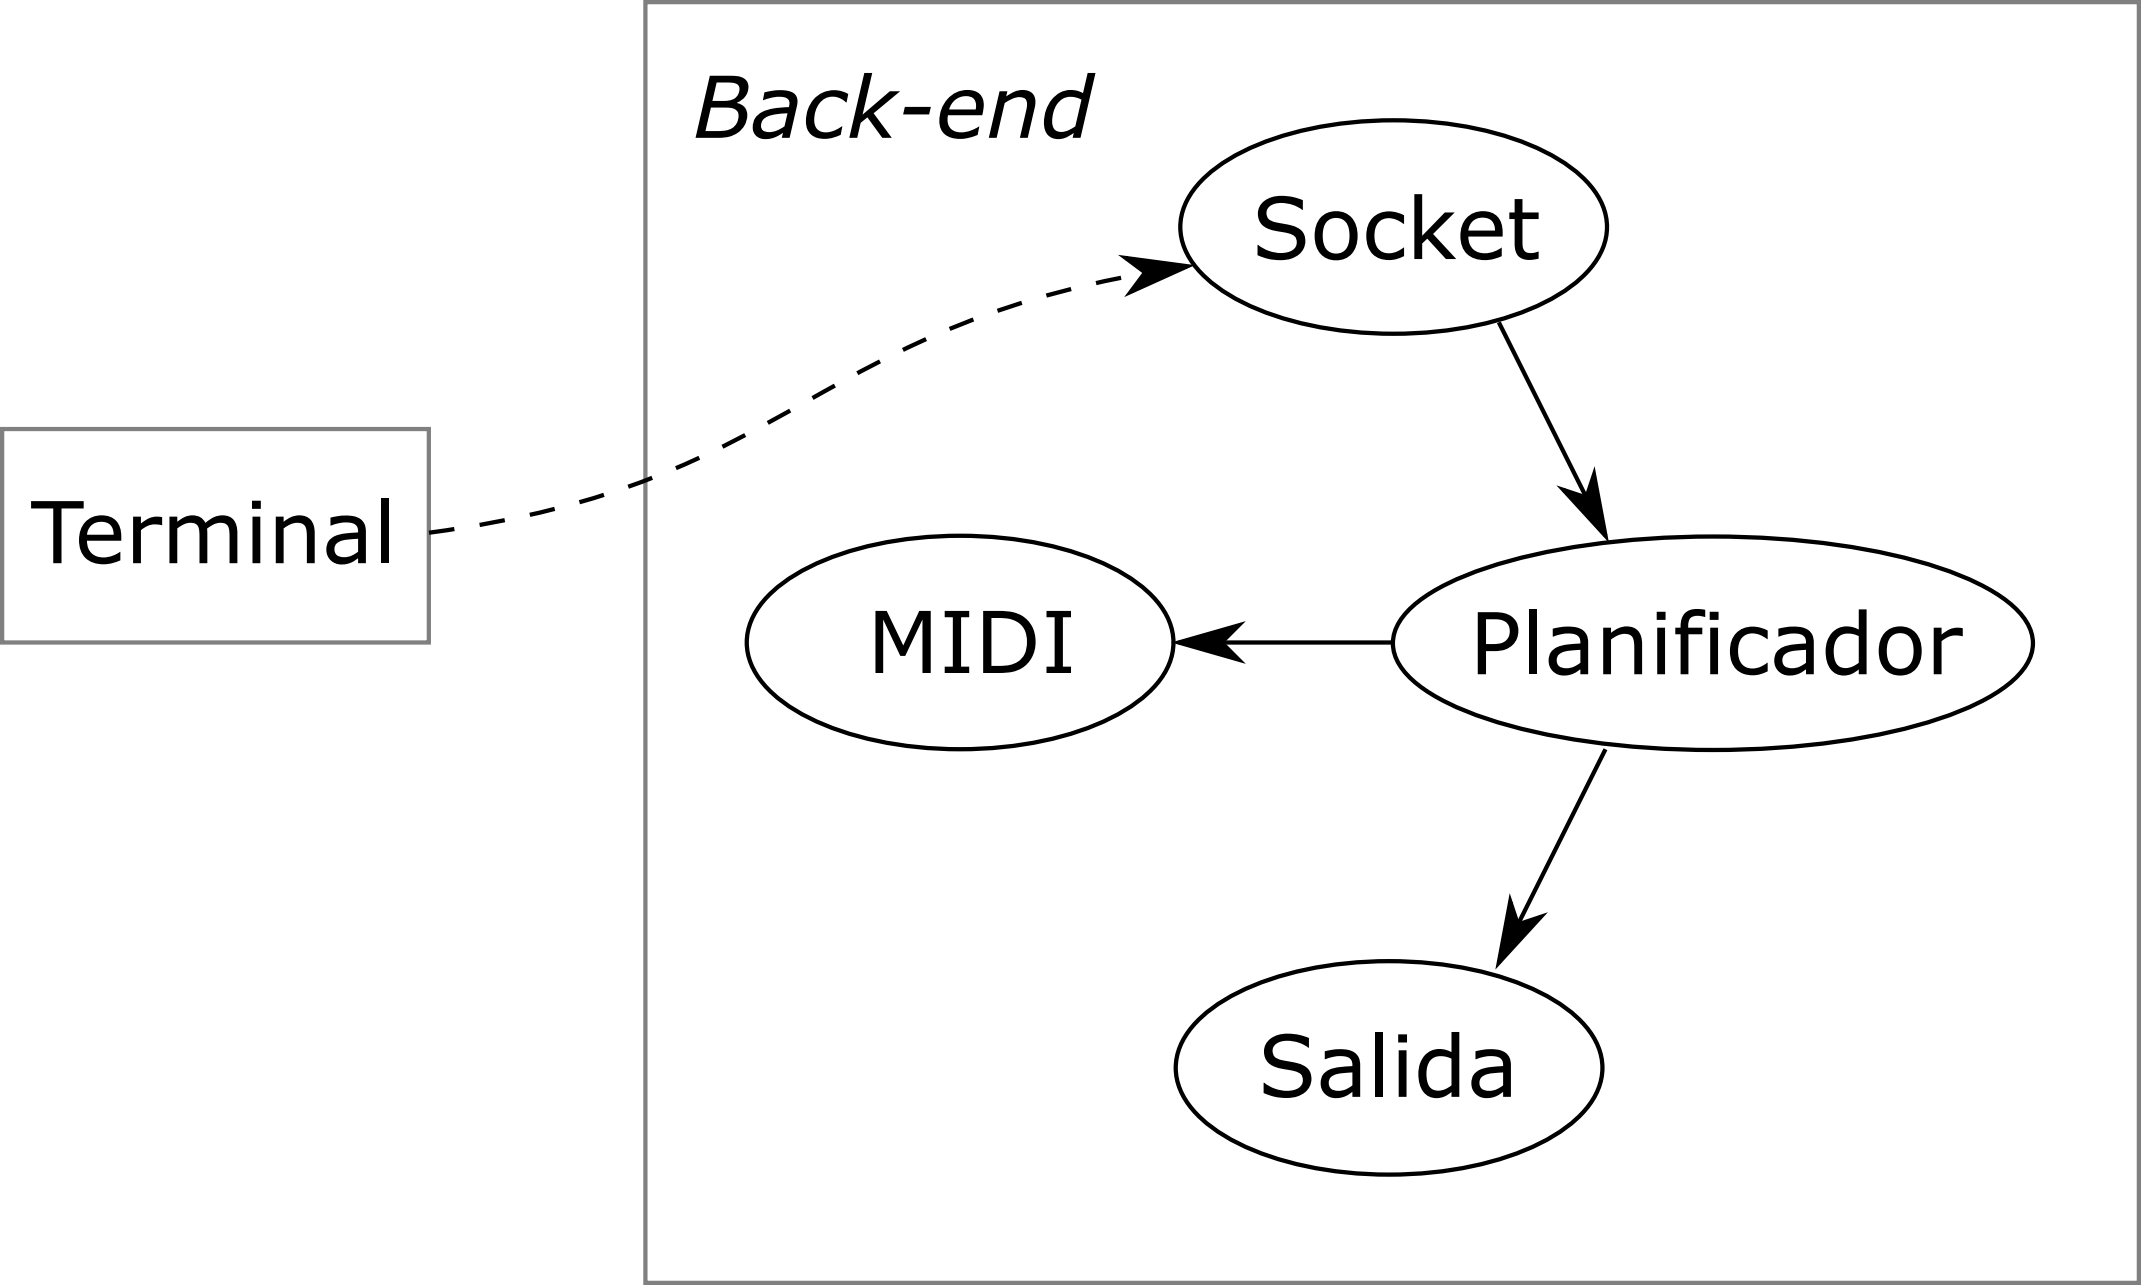 Back-end
Socket
Terminal
MIDI
Planificador
Salida